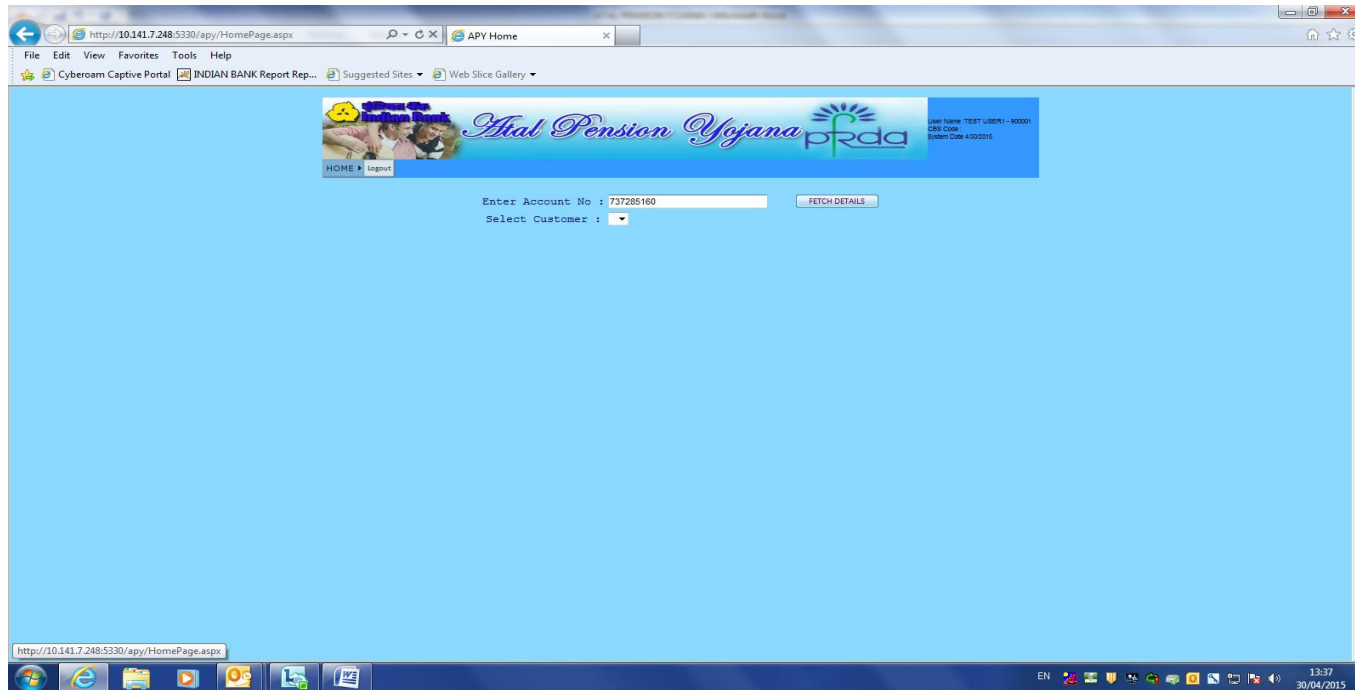 http://10.141.7.248:5330/apy/HomePage.aspx
APY Home
File Edit View Favorites Tools Help
Cyberoam Captive Portal INDIAN BANK Report Rep... Suggested Sites Web Slice Gallery
इंडियन बैंक
Indian Bank
Atal Pension Yojana
User Name :TEST USER1 - 900001
CBS Code :
System Date 4/30/2015
HOME Logout
Enter Account No : 737285160 FETCH DETAILS
Select Customer :
http://10.141.7.248:5330/apy/HomePage.aspx
EN
13:37
30/04/2015